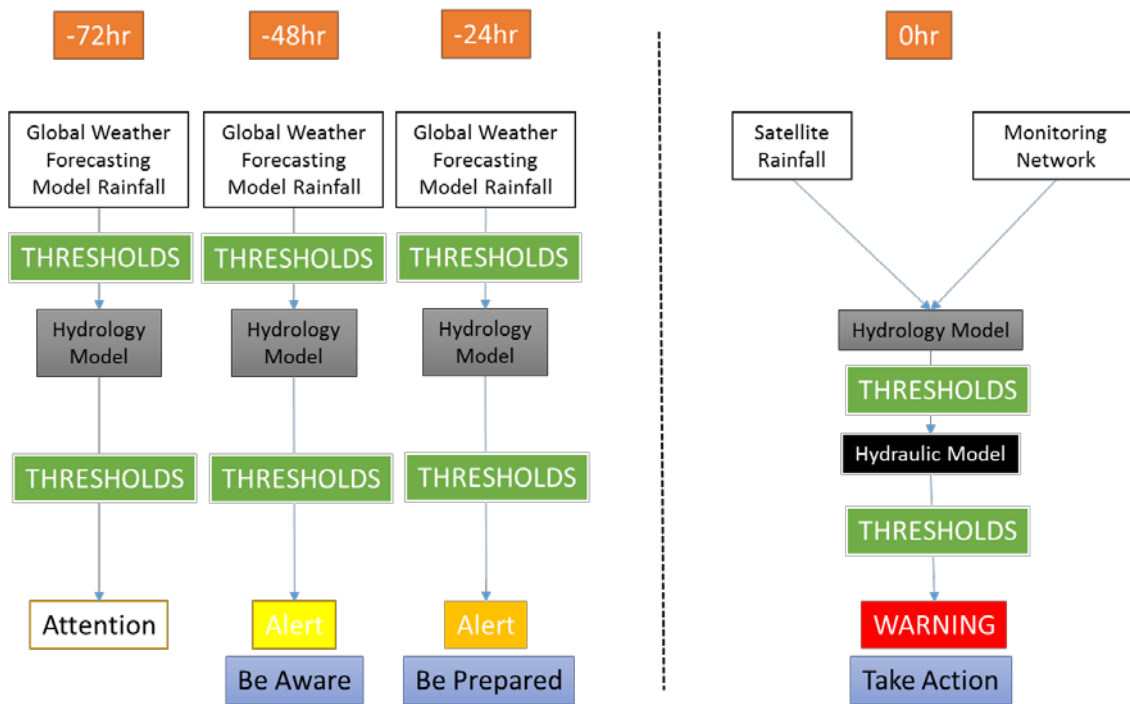 -72hr
-48hr
-24hr
0hr
Global Weather
Forecasting
Model Rainfall
Global Weather
Forecasting
Model Rainfall
Global Weather
Forecasting
Model Rainfall
Satellite
Rainfall
Monitoring
Network
THRESHOLDS
THRESHOLDS
THRESHOLDS
Hydrology
Model
Hydrology
Model
Hydrology
Model
Hydrology Model
THRESHOLDS
Hydraulic Model
THRESHOLDS
THRESHOLDS
THRESHOLDS
THRESHOLDS
Attention
Alert
Alert
WARNING
Be Aware
Be Prepared
Take Action